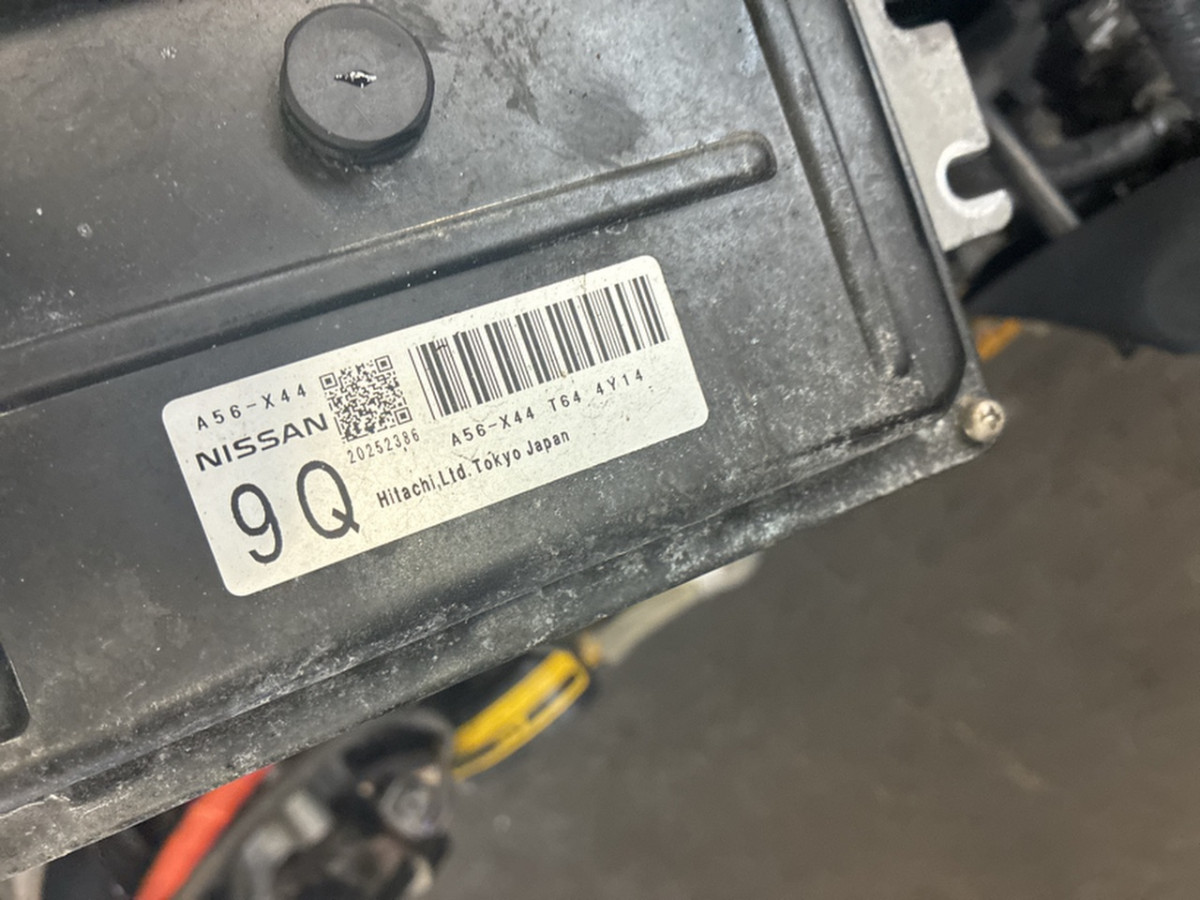 A56-X44
NISSAN
20252386
A56-X44 T64 4Y14
9Q
Hitachi,Ltd.Tokyo Japan